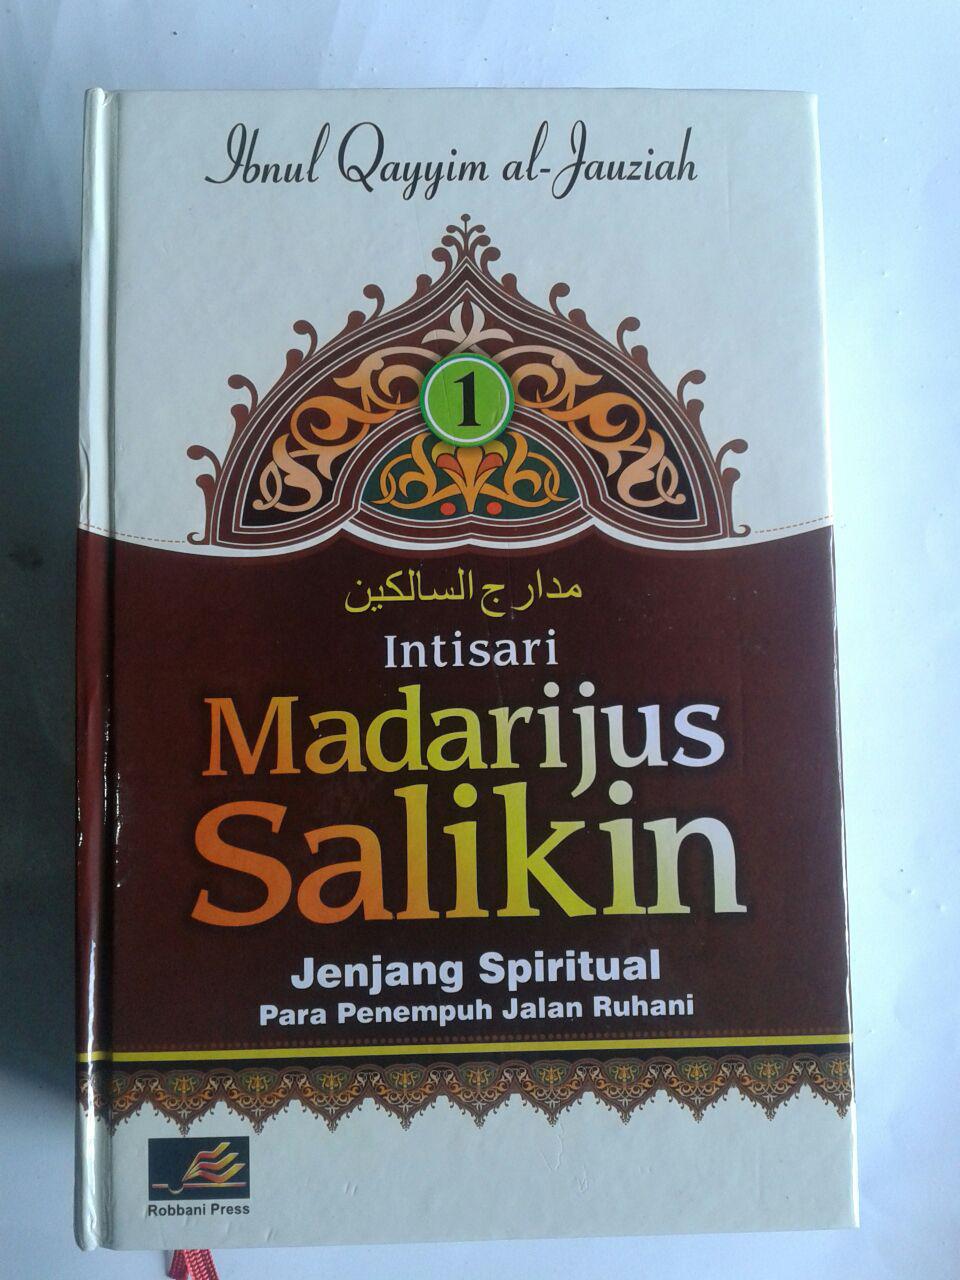 Ibnul Qayyim al-Jauziah
1
مدارج السالكين
Intisari
Madarijus
Salikin
Jenjang Spiritual
Para Penempuh Jalan Ruhani
Robbani Press